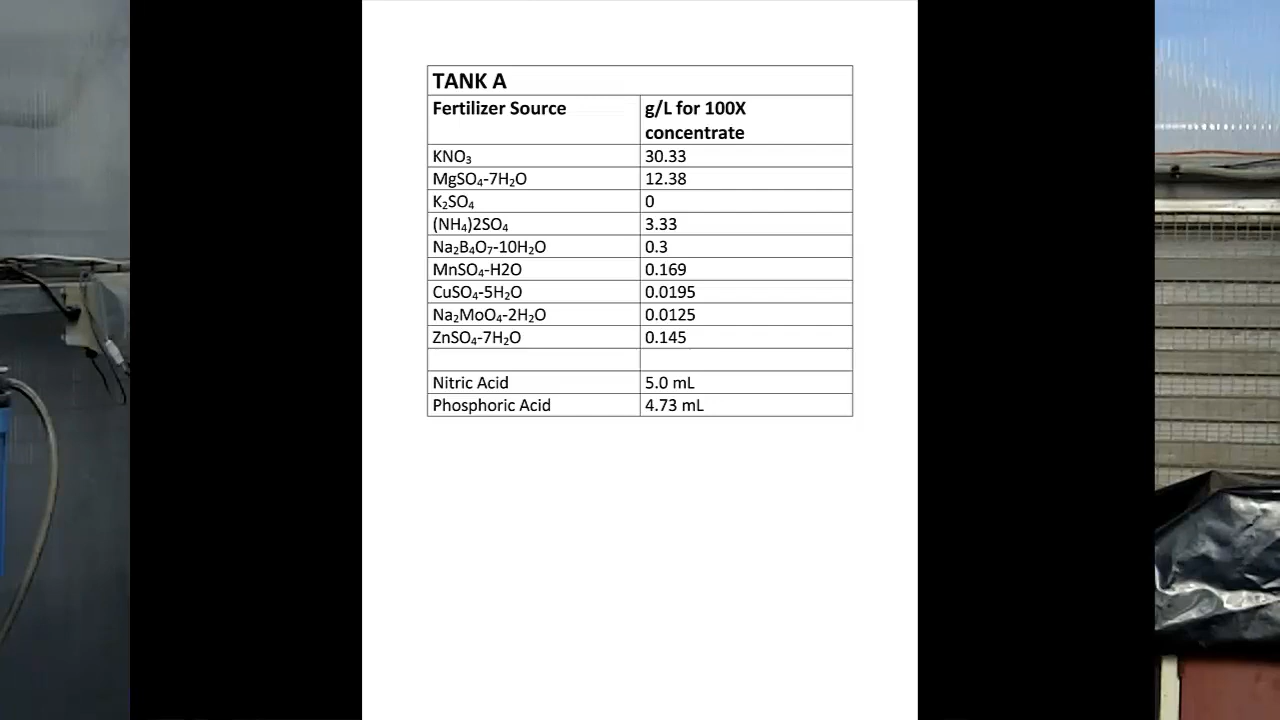 TANK A
Fertilizer Source
g/L for 100X
concentrate
KNO₃ 30.33
MgSO₄-7H₂O 12.38
K₂SO₄ 0
(NH₄)2SO₄ 3.33
Na₂B₄O₇-10H₂O 0.3
MnSO₄-H2O 0.169
CuSO₄-5H₂O 0.0195
Na₂MoO₄-2H₂O 0.0125
ZnSO₄-7H₂O 0.145
Nitric Acid 5.0 mL
Phosphoric Acid 4.73 mL